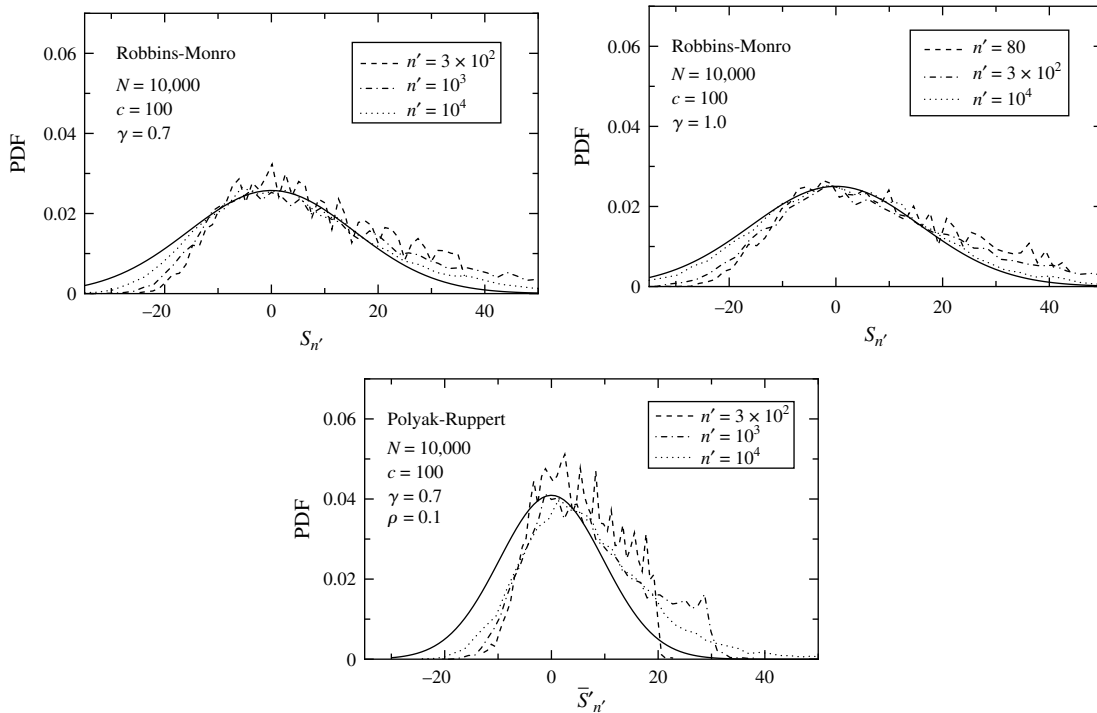 0.06
0.04
0.02
0
PDF
Robbins-Monro
N = 10,000
c = 100
γ = 0.7
n′ = 3 × 10²
n′ = 10³
n′ = 10⁴
−20
0
20
40
Sₙ′
0.06
0.04
0.02
0
PDF
Robbins-Monro
N = 10,000
c = 100
γ = 1.0
n′ = 80
n′ = 3 × 10²
n′ = 10⁴
−20
0
20
40
Sₙ′
0.06
0.04
0.02
0
PDF
Polyak-Ruppert
N = 10,000
c = 100
γ = 0.7
ρ = 0.1
n′ = 3 × 10²
n′ = 10³
n′ = 10⁴
−20
0
20
40
S̄′ₙ′